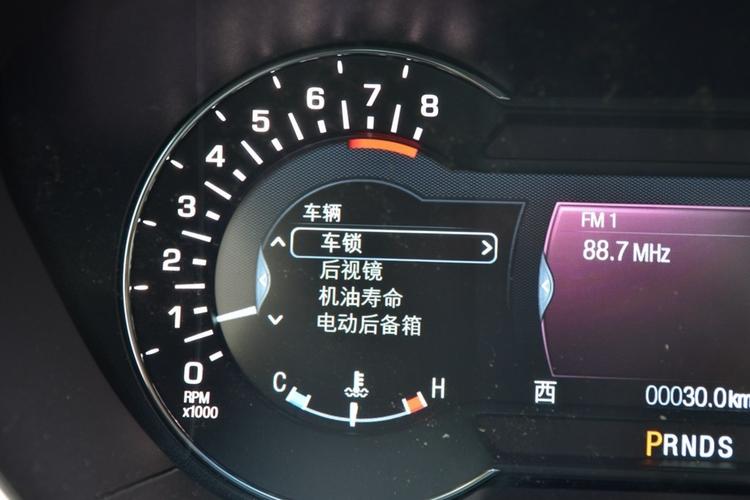 8
7
6
5
4
3
2
1
0
RPM
x1000
车辆
车锁
后视镜
机油寿命
电动后备箱
C H
FM 1
88.7 MHz
西 00030.0km
PRNDS